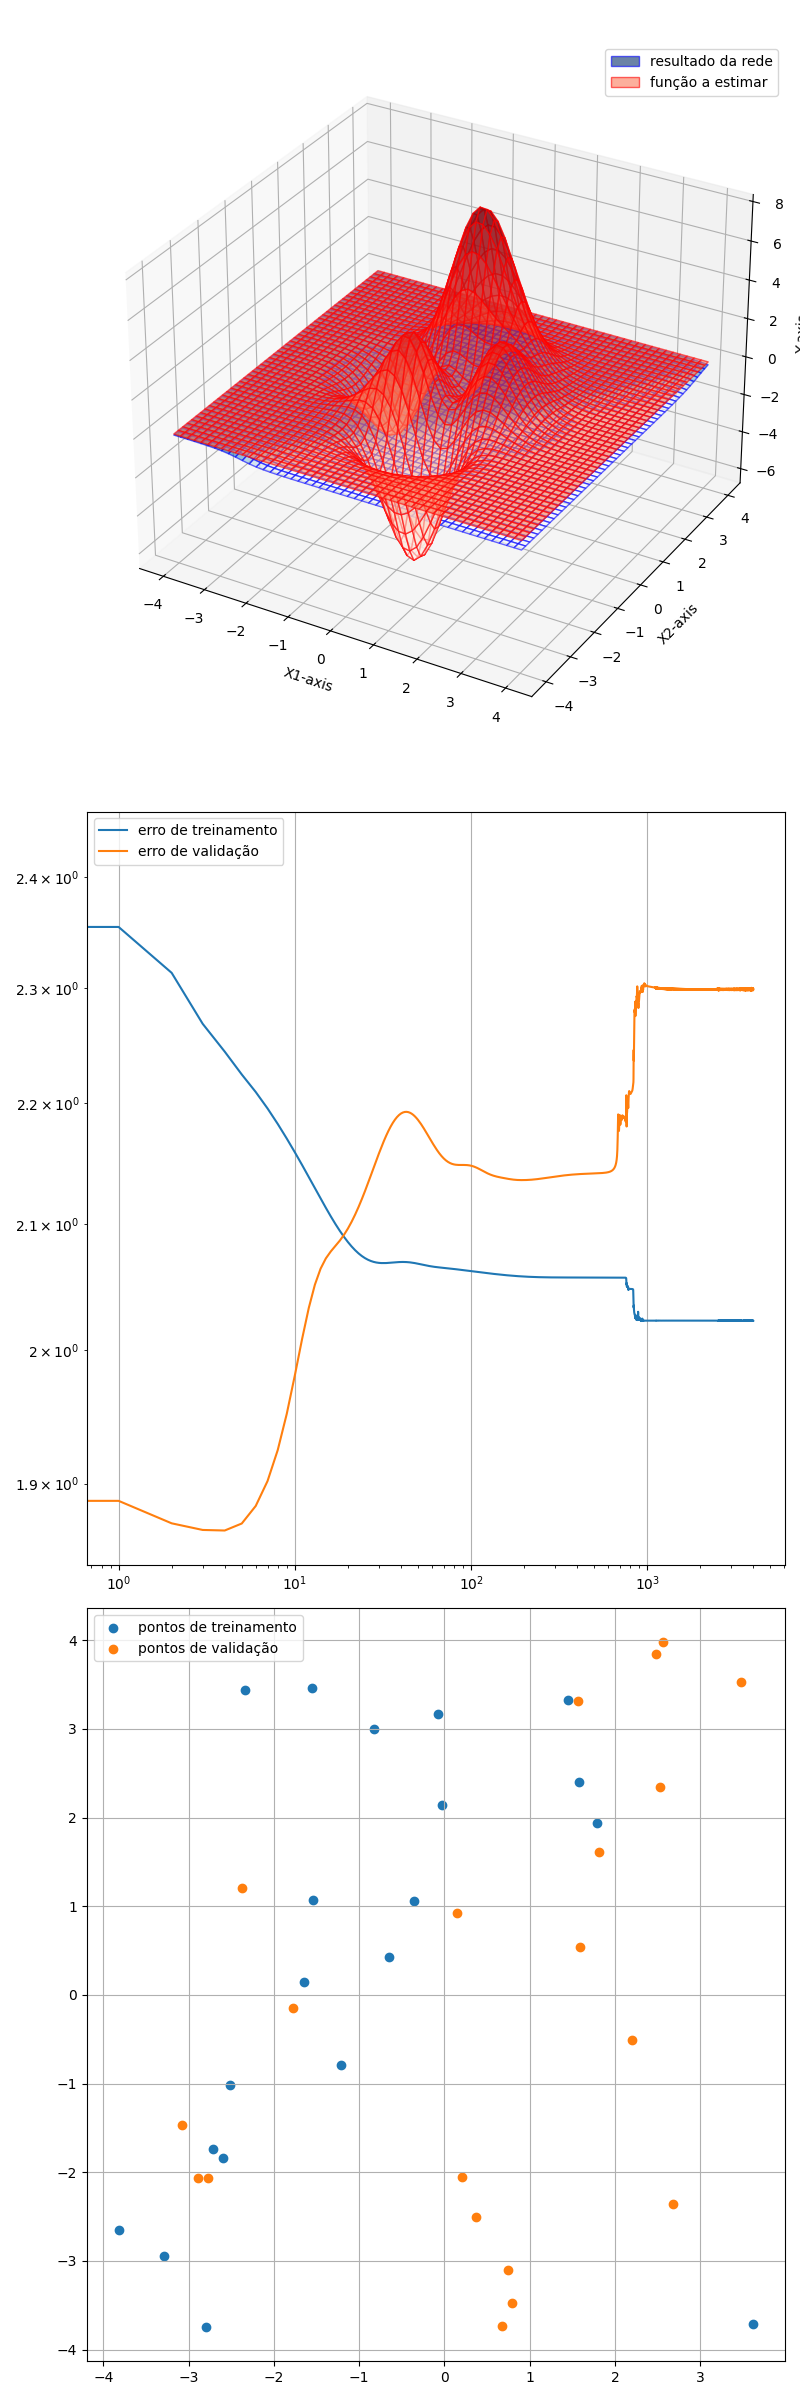 resultado da rede
função a estimar
8
6
4
2
0
−2
−4
−6
−4
−3
−2
−1
0
1
2
3
4
X1-axis
−4
−3
−2
−1
0
1
2
3
4
X2-axis
erro de treinamento
erro de validação
2.4 × 10⁰
2.3 × 10⁰
2.2 × 10⁰
2.1 × 10⁰
2 × 10⁰
1.9 × 10⁰
10⁰ 10¹ 10² 10³
pontos de treinamento
pontos de validação
4
3
2
1
0
−1
−2
−3
−4
−4 −3 −2 −1 0 1 2 3